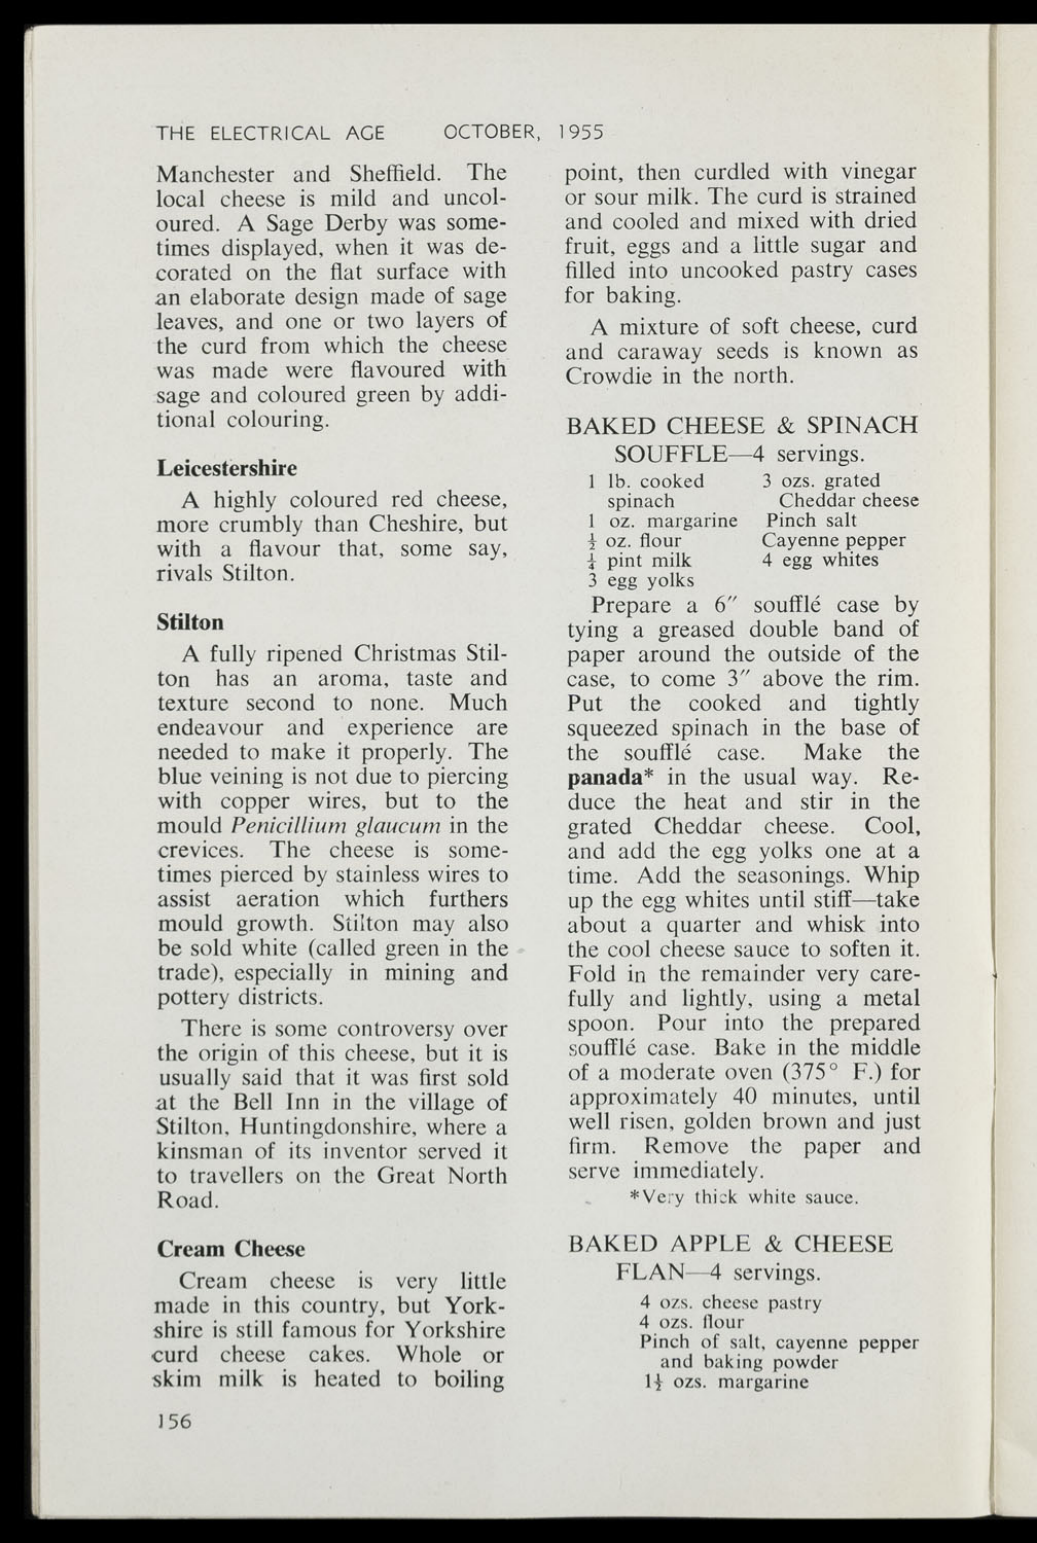 THE ELECTRICAL AGE OCTOBER, 1955
Manchester and Sheffield. The
local cheese is mild and uncol-
oured. A Sage Derby was some-
times displayed, when it was de-
corated on the flat surface with
an elaborate design made of sage
leaves, and one or two layers of
the curd from which the cheese
was made were flavoured with
sage and coloured green by addi-
tional colouring.
Leicestershire
A highly coloured red cheese,
more crumbly than Cheshire, but
with a flavour that, some say,
rivals Stilton.
Stilton
A fully ripened Christmas Stil-
ton has an aroma, taste and
texture second to none. Much
endeavour and experience are
needed to make it properly. The
blue veining is not due to piercing
with copper wires, but to the
mould Penicillium glaucum in the
crevices. The cheese is some-
times pierced by stainless wires to
assist aeration which furthers
mould growth. Stilton may also
be sold white (called green in the
trade), especially in mining and
pottery districts.
There is some controversy over
the origin of this cheese, but it is
usually said that it was first sold
at the Bell Inn in the village of
Stilton, Huntingdonshire, where a
kinsman of its inventor served it
to travellers on the Great North
Road.
Cream Cheese
Cream cheese is very little
made in this country, but York-
shire is still famous for Yorkshire
curd cheese cakes. Whole or
skim milk is heated to boiling
156
point, then curdled with vinegar
or sour milk. The curd is strained
and cooled and mixed with dried
fruit, eggs and a little sugar and
filled into uncooked pastry cases
for baking.
A mixture of soft cheese, curd
and caraway seeds is known as
Crowdie in the north.
BAKED CHEESE & SPINACH
SOUFFLE—4 servings.
1 lb. cooked
spinach
1 oz. margarine
½ oz. flour
¼ pint milk
3 egg yolks
3 ozs. grated
Cheddar cheese
Pinch salt
Cayenne pepper
4 egg whites
Prepare a 6″ soufflé case by
tying a greased double band of
paper around the outside of the
case, to come 3″ above the rim.
Put the cooked and tightly
squeezed spinach in the base of
the soufflé case. Make the
panada* in the usual way. Re-
duce the heat and stir in the
grated Cheddar cheese. Cool,
and add the egg yolks one at a
time. Add the seasonings. Whip
up the egg whites until stiff—take
about a quarter and whisk into
the cool cheese sauce to soften it.
Fold in the remainder very care-
fully and lightly, using a metal
spoon. Pour into the prepared
soufflé case. Bake in the middle
of a moderate oven (375° F.) for
approximately 40 minutes, until
well risen, golden brown and just
firm. Remove the paper and
serve immediately.
*Very thick white sauce.
BAKED APPLE & CHEESE
FLAN—4 servings.
4 ozs. cheese pastry
4 ozs. flour
Pinch of salt, cayenne pepper
and baking powder
1½ ozs. margarine